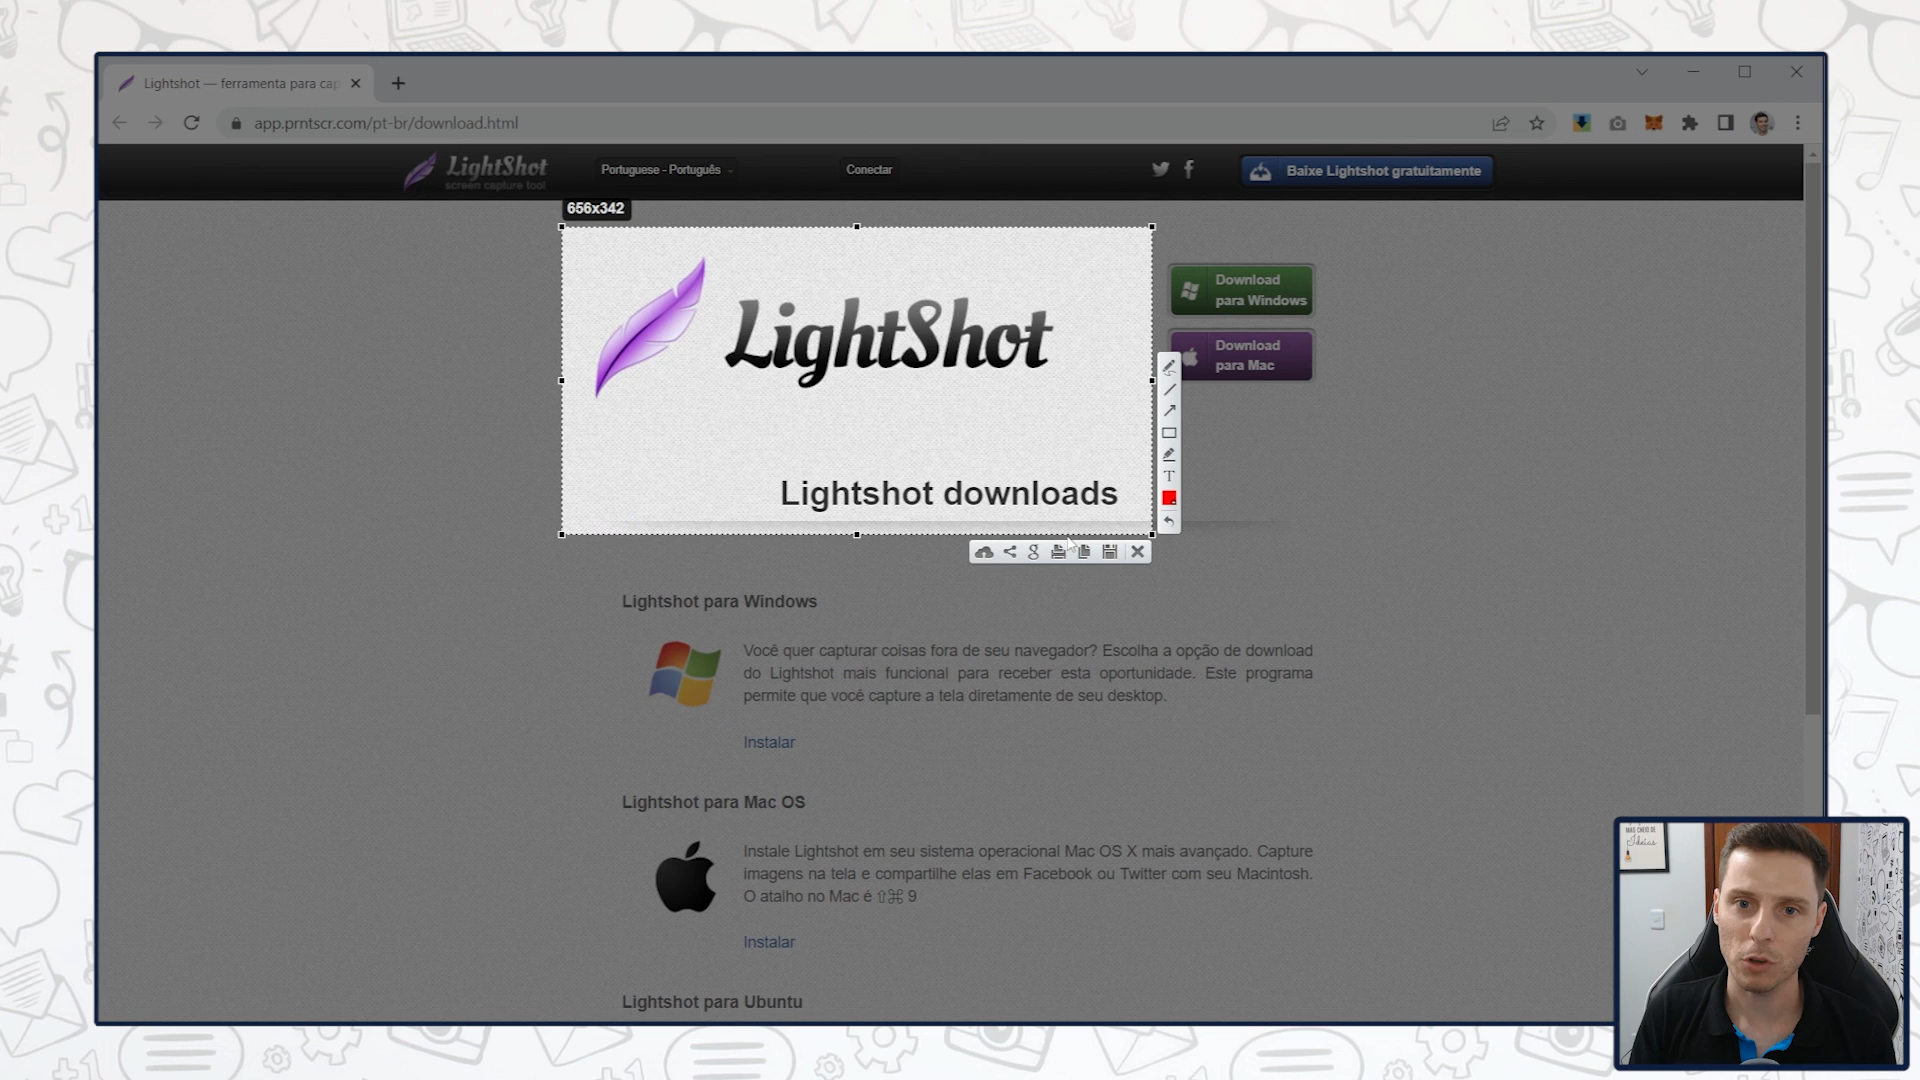 Lightshot — ferramenta para cap
app.prntscr.com/pt-br/download.html
LightShot
screen capture tool
Portuguese - Português
Conectar
Baixe Lightshot gratuitamente
656x342
LightShot
Download
para Windows
Download
para Mac
T
Lightshot downloads
Lightshot para Windows
Você quer capturar coisas fora de seu navegador? Escolha a opção de download
do Lightshot mais funcional para receber esta oportunidade. Este programa
permite que você capture a tela diretamente de seu desktop.
Instalar
Lightshot para Mac OS
Instale Lightshot em seu sistema operacional Mac OS X mais avançado. Capture
imagens na tela e compartilhe elas em Facebook ou Twitter com seu Macintosh.
O atalho no Mac é ⇧⌘ 9
Instalar
Lightshot para Ubuntu
MAS CHEIO DE
Ideias